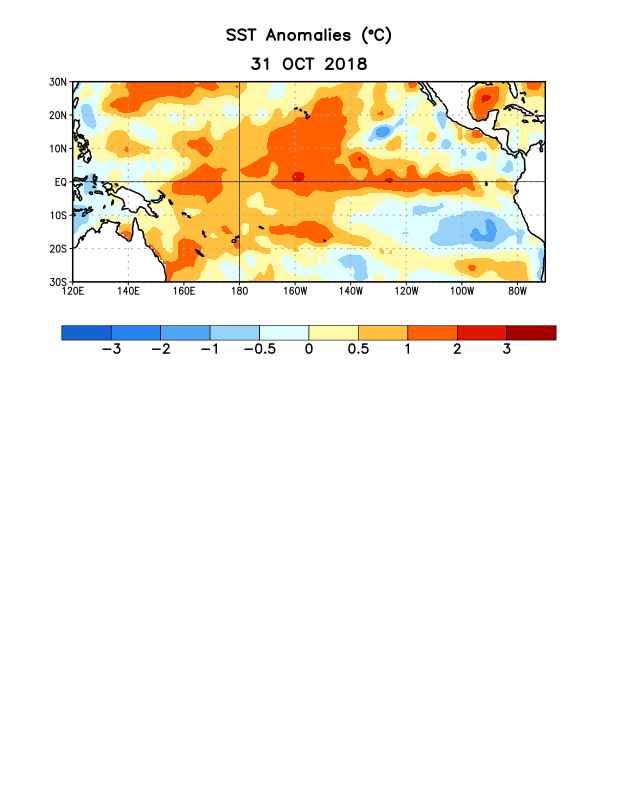 SST Anomalies (°C)
31 OCT 2018
30N
20N
10N
EQ
10S
20S
30S
120E 140E 160E 180 160W 140W 120W 100W 80W
−3 −2 −1 −0.5 0 0.5 1 2 3